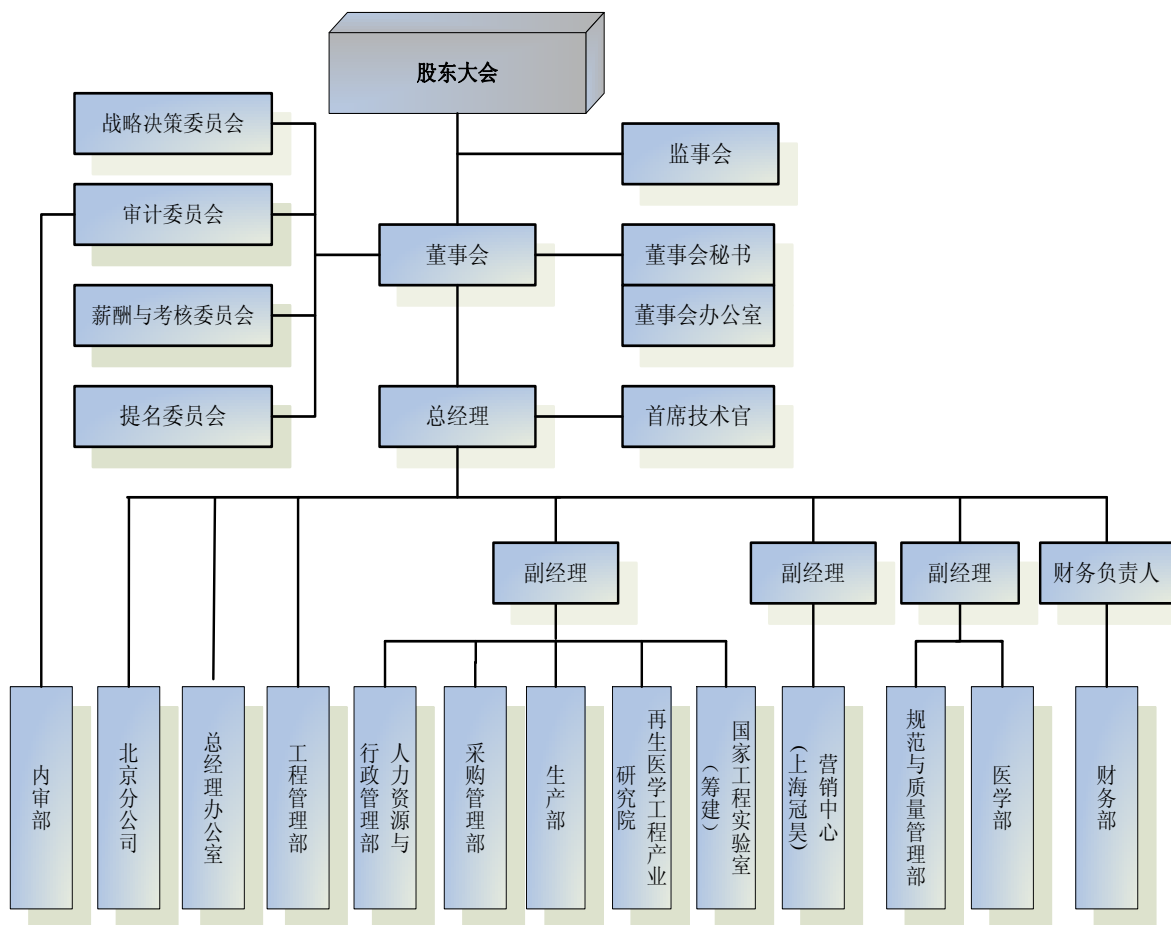 股东大会
战略决策委员会
监事会
审计委员会
董事会
董事会秘书
薪酬与考核委员会
董事会办公室
提名委员会
总经理
首席技术官
副经理
副经理
副经理
财务负责人
内审部
北京分公司
总经理办公室
工程管理部
人力资源与
行政管理部
采购管理部
生产部
再生医学工程产业
研究院
国家工程实验室
（筹建）
营销中心
(上海冠昊)
规范与质量管理部
医学部
财务部